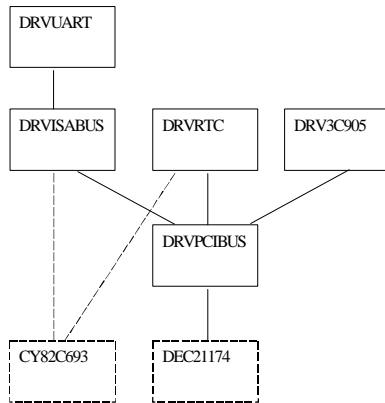 DRVUART
DRVISABUS
DRVRTC
DRV3C905
DRVPCIBUS
CY82C693
DEC21174